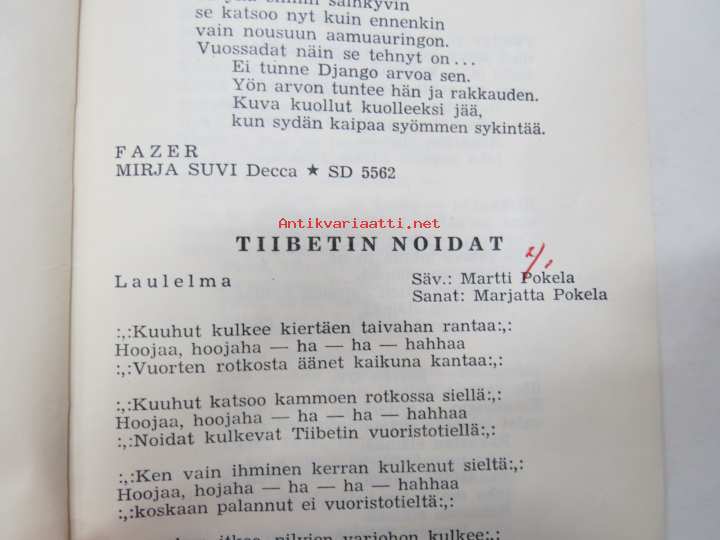 se katsoo nyt kuin ennenkin
vain nousuun aamuauringon.
Vuossadat näin se tehnyt on...
Ei tunne Django arvoa sen.
Yön arvon tuntee hän ja rakkauden.
Kuva kuollut kuolleeksi jää,
kun sydän kaipaa syömmen sykintää.
FAZER
MIRJA SUVI Decca ★ SD 5562
Antikvariaatti.net
TIIBETIN NOIDAT
Laulelma
Säv.: Martti Pokela
Sanat: Marjatta Pokela
:,:Kuuhut kulkee kiertäen taivahan rantaa:,:
Hoojaa, hoojaha — ha — ha — hahhaa
:,:Vuorten rotkosta äänet kaikuna kantaa:,:
:,:Kuuhut katsoo kammoen rotkossa siellä:,:
Hoojaa, hoojaha — ha — ha — hahhaa
:,:Noidat kulkevat Tiibetin vuoristotiellä:,:
:,:Ken vain ihminen kerran kulkenut sieltä:,:
Hoojaa, hojaha — ha — ha — hahhaa
:,:koskaan palannut ei vuoristotieltä:,:
pilvien varjohon kulkee:,: